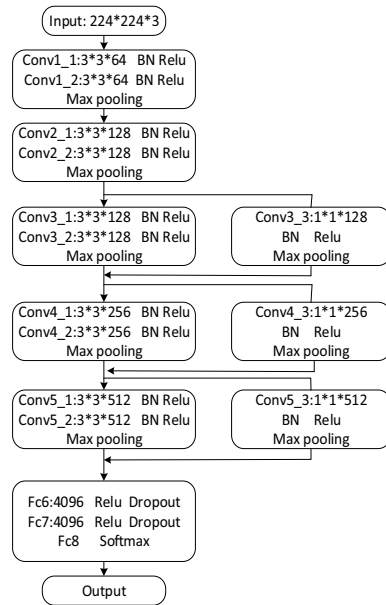 Input: 224*224*3
Conv1_1:3*3*64 BN Relu
Conv1_2:3*3*64 BN Relu
Max pooling
Conv2_1:3*3*128 BN Relu
Conv2_2:3*3*128 BN Relu
Max pooling
Conv3_1:3*3*128 BN Relu
Conv3_2:3*3*128 BN Relu
Max pooling
Conv3_3:1*1*128
BN Relu
Max pooling
Conv4_1:3*3*256 BN Relu
Conv4_2:3*3*256 BN Relu
Max pooling
Conv4_3:1*1*256
BN Relu
Max pooling
Conv5_1:3*3*512 BN Relu
Conv5_2:3*3*512 BN Relu
Max pooling
Conv5_3:1*1*512
BN Relu
Max pooling
Fc6:4096 Relu Dropout
Fc7:4096 Relu Dropout
Fc8 Softmax
Output